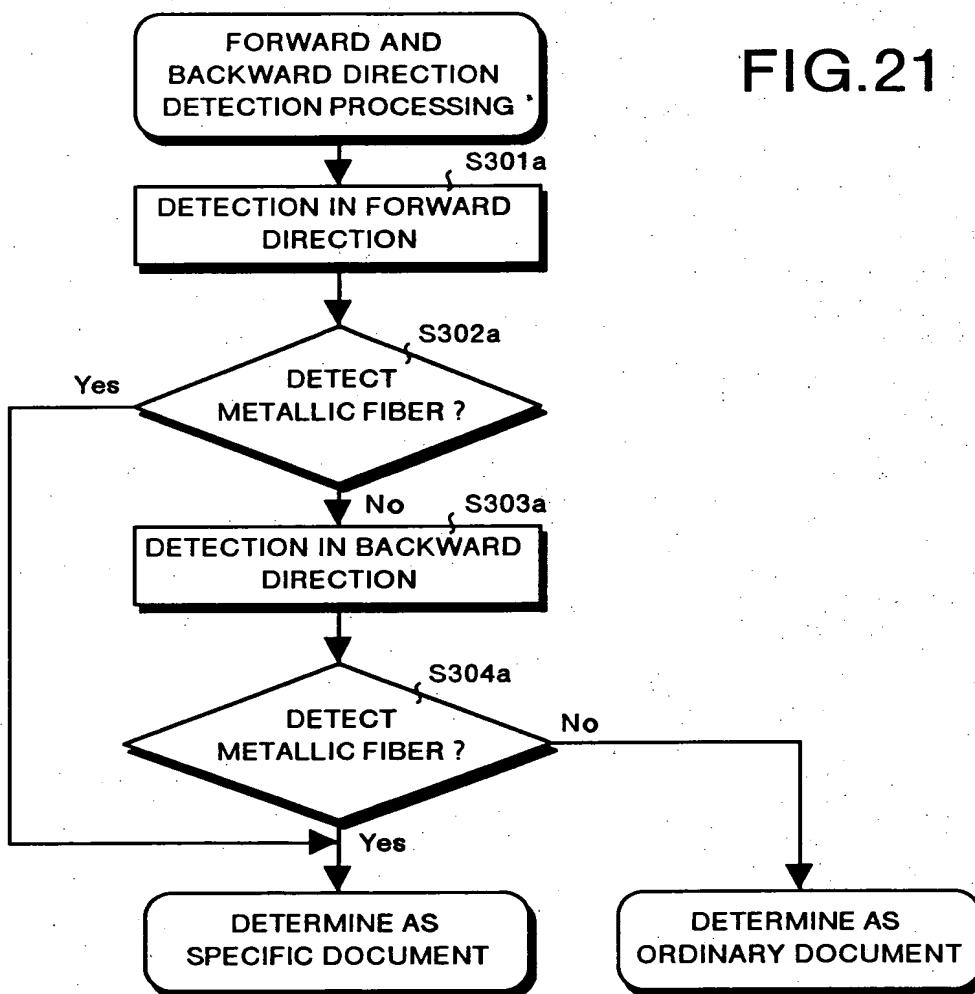 FORWARD AND
BACKWARD DIRECTION
DETECTION PROCESSING
FIG.21
S301a
DETECTION IN FORWARD
DIRECTION
S302a
Yes
DETECT
METALLIC FIBER ?
No
S303a
DETECTION IN BACKWARD
DIRECTION
S304a
DETECT
METALLIC FIBER ?
No
Yes
DETERMINE AS
SPECIFIC DOCUMENT
DETERMINE AS
ORDINARY DOCUMENT